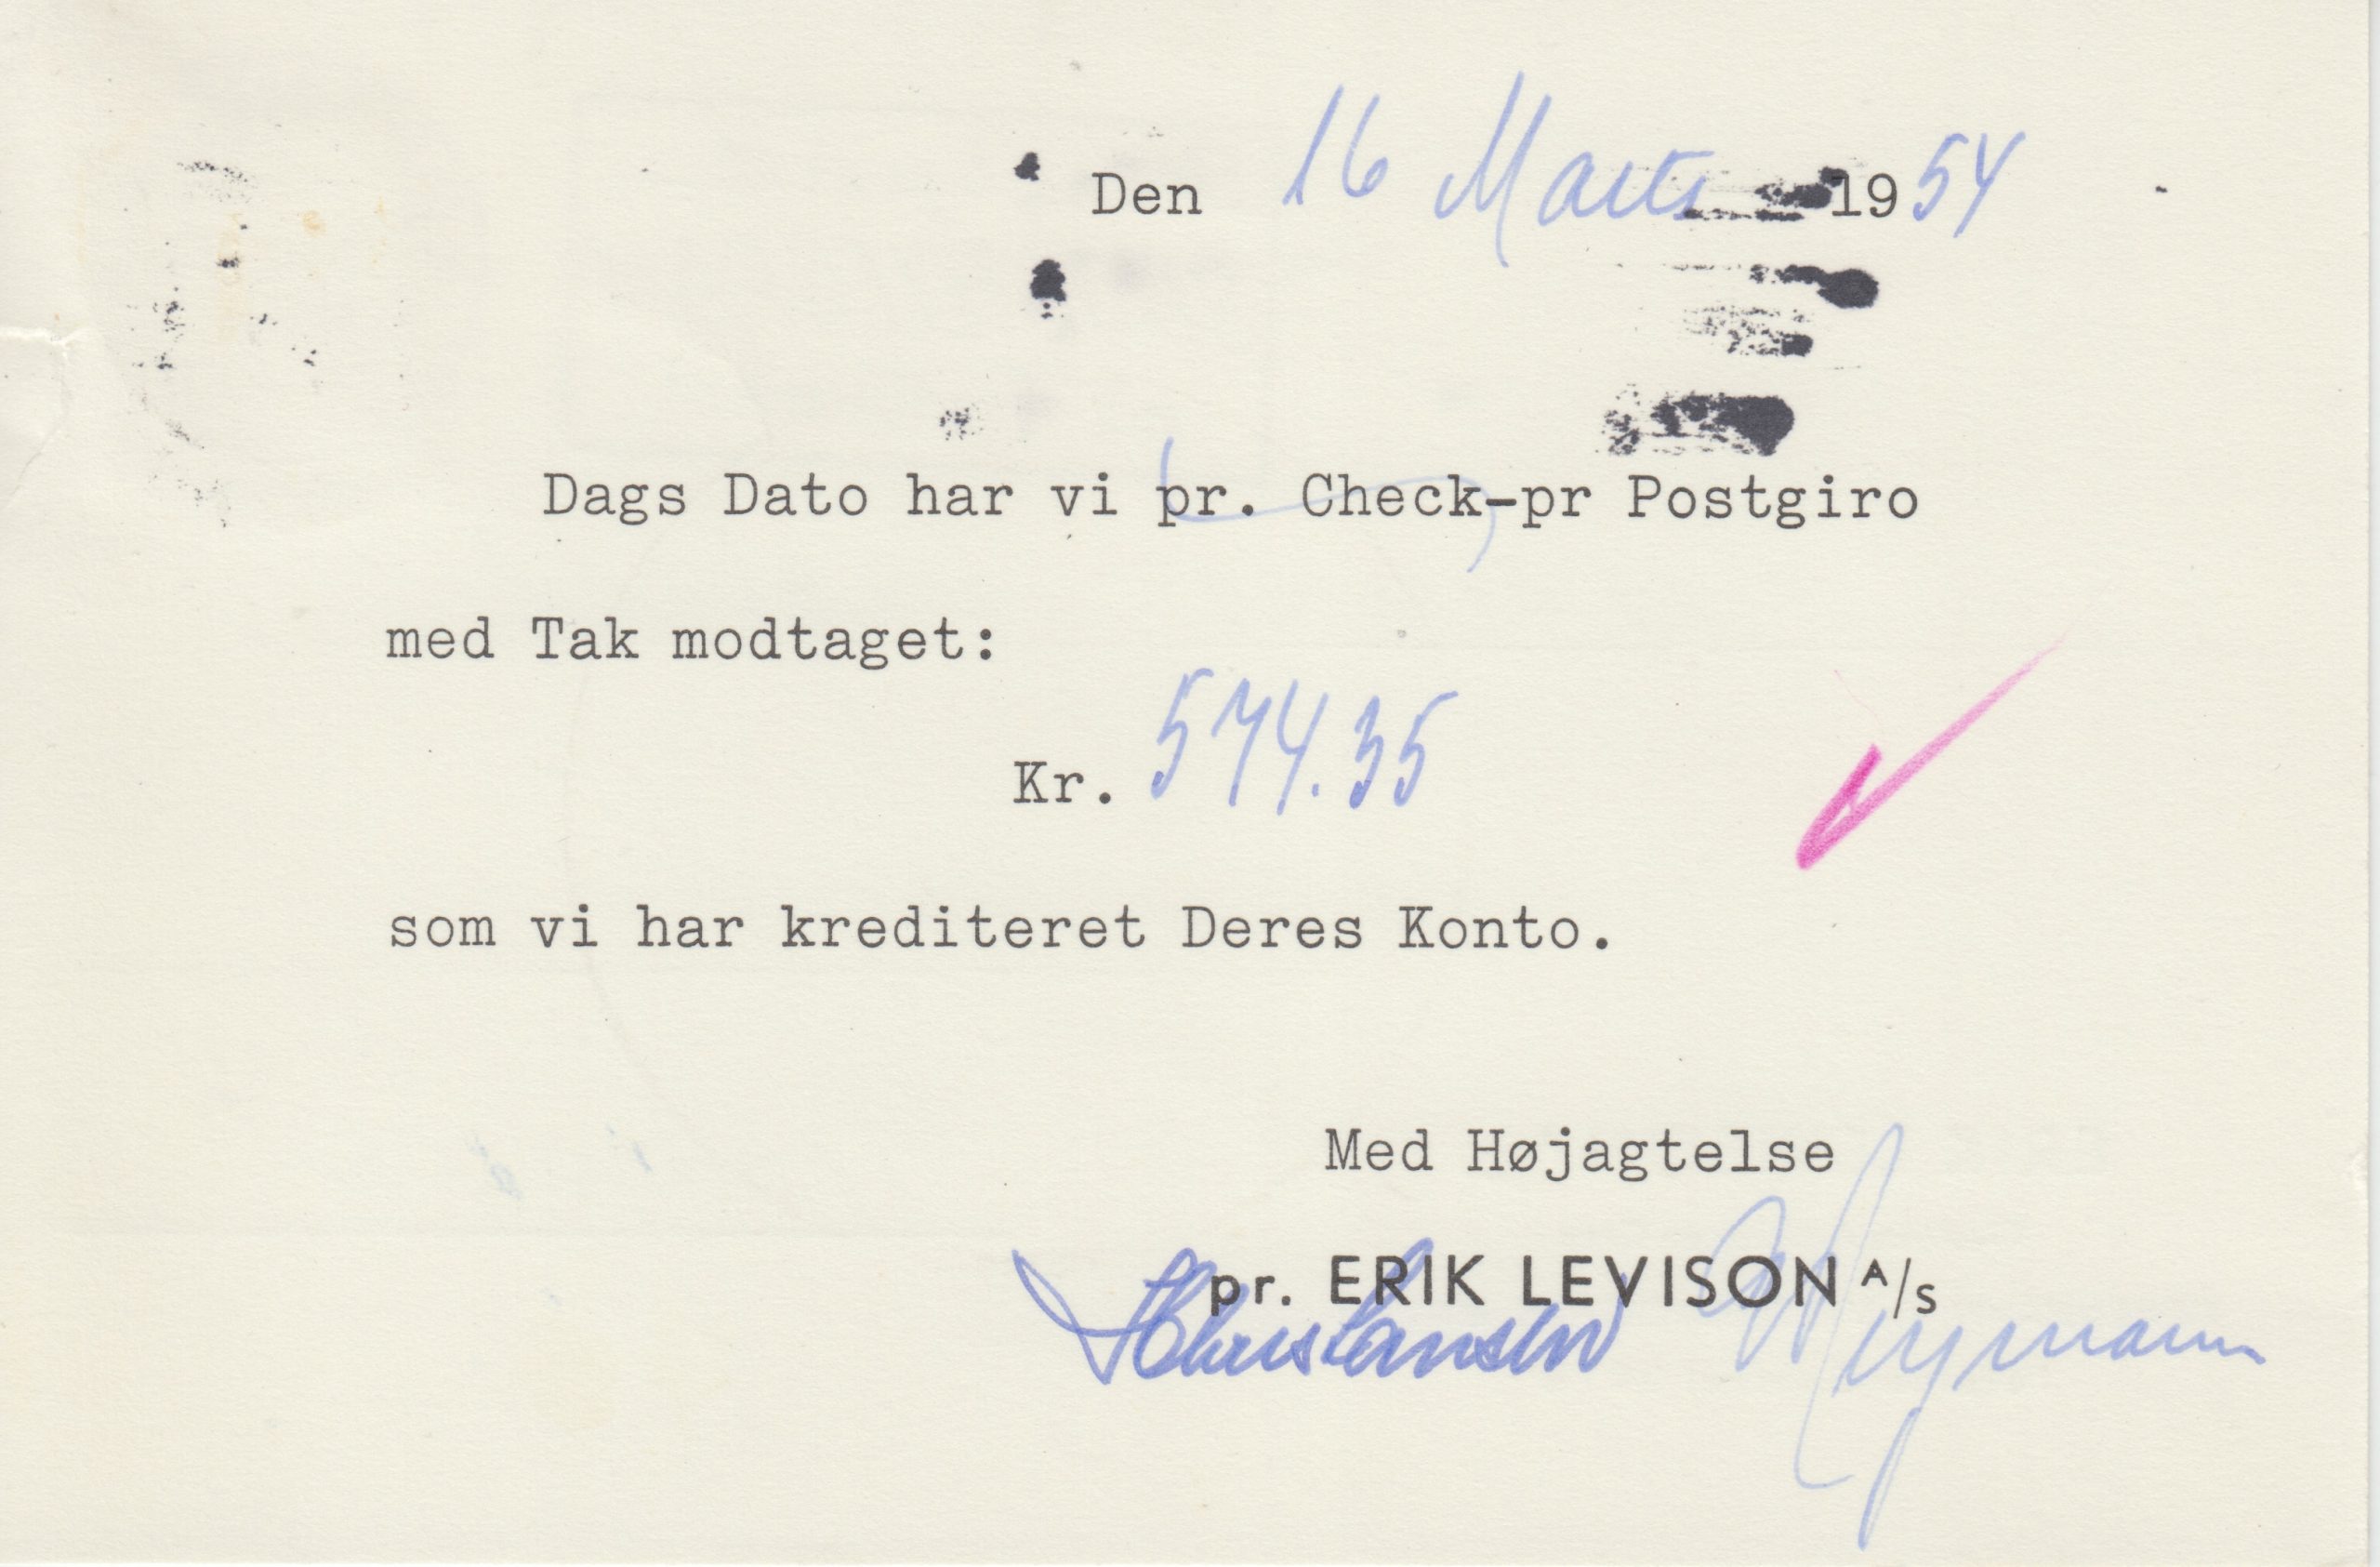 Den 16 Marts 1954
Dags Dato har vi pr. Check-pr Postgiro
med Tak modtaget:
Kr. 574.35
som vi har krediteret Deres Konto.
Med Højagtelse
pr. ERIK LEVISON A/S
Christensen